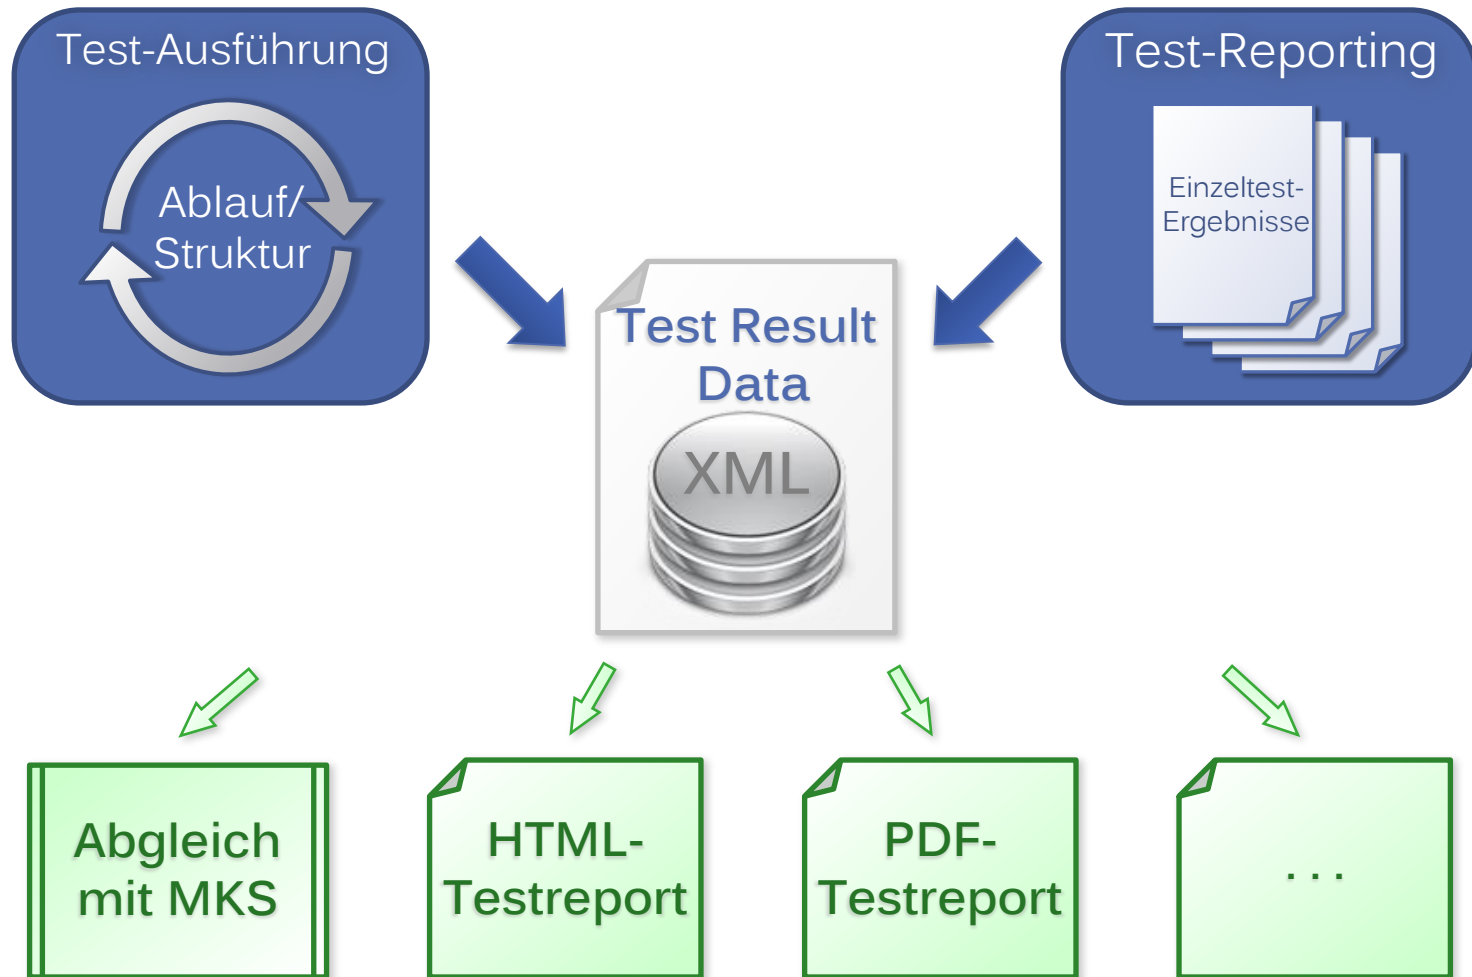 Test-Ausführung
Ablauf/
Struktur
Test-Reporting
Einzeltest-
Ergebnisse
Test Result
Data
XML
Abgleich
mit MKS
HTML-
Testreport
PDF-
Testreport
...